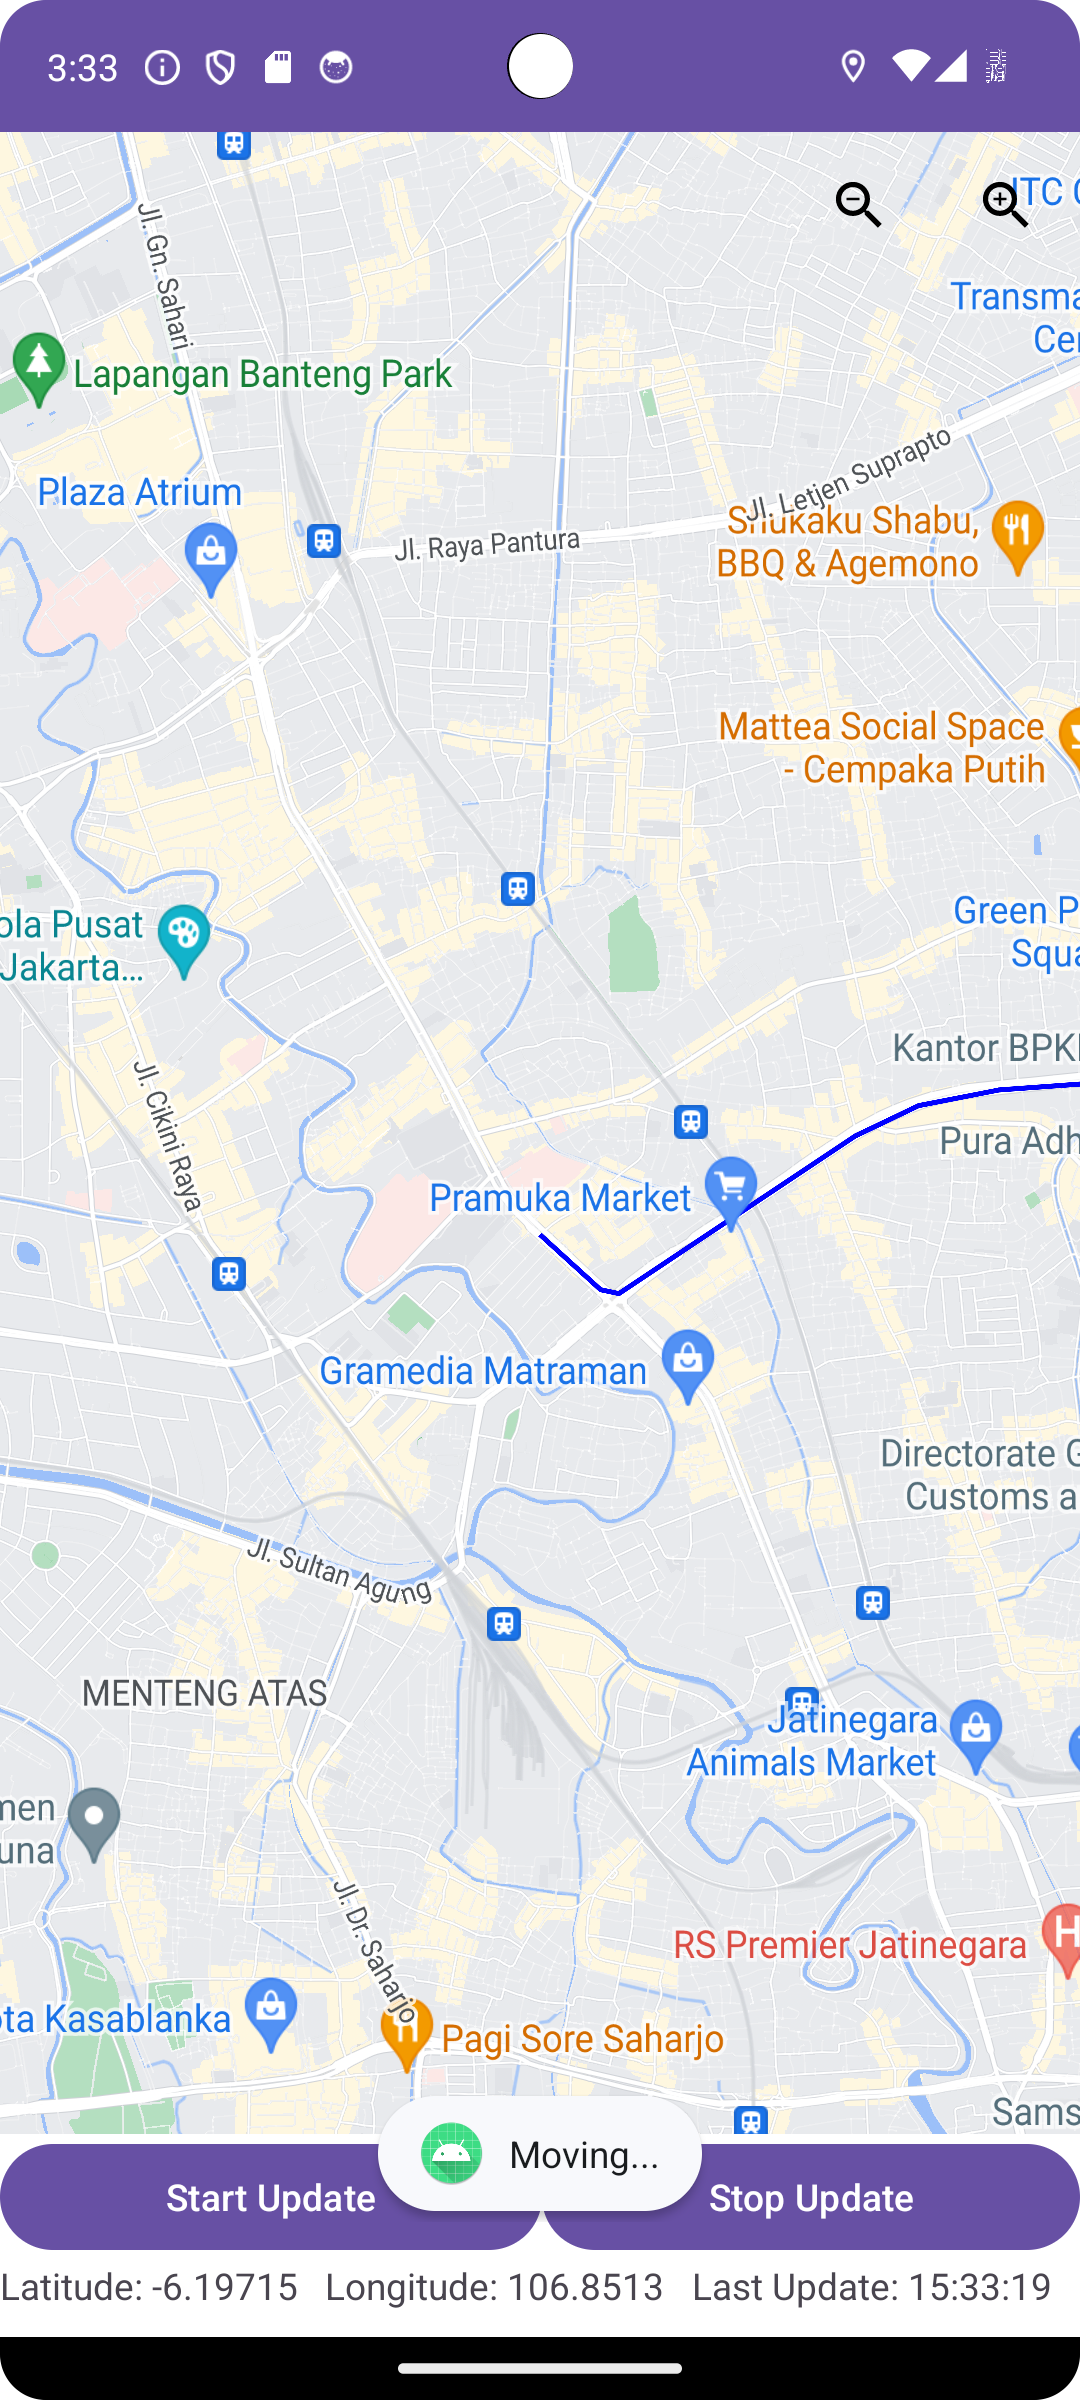 3:33
ITC
Jl. Gn. Sahari
Transma
Cer
Lapangan Banteng Park
Plaza Atrium
Jl. Letjen Suprapto
Jl. Raya Pantura
Shukaku Shabu,
BBQ & Agemono
Mattea Social Space
- Cempaka Putih
ola Pusat
Jakarta...
Green P
Squa
Kantor BPK
Jl. Cikini Raya
Pura Adh
Pramuka Market
Gramedia Matraman
Directorate G
Customs a
Jl. Sultan Agung
MENTENG ATAS
Jatinegara
Animals Market
men
una
Jl. Dr. Saharjo
RS Premier Jatinegara
H
ota Kasablanka
Pagi Sore Saharjo
Sams
Moving...
Start Update
Stop Update
Latitude: -6.19715 Longitude: 106.8513 Last Update: 15:33:19